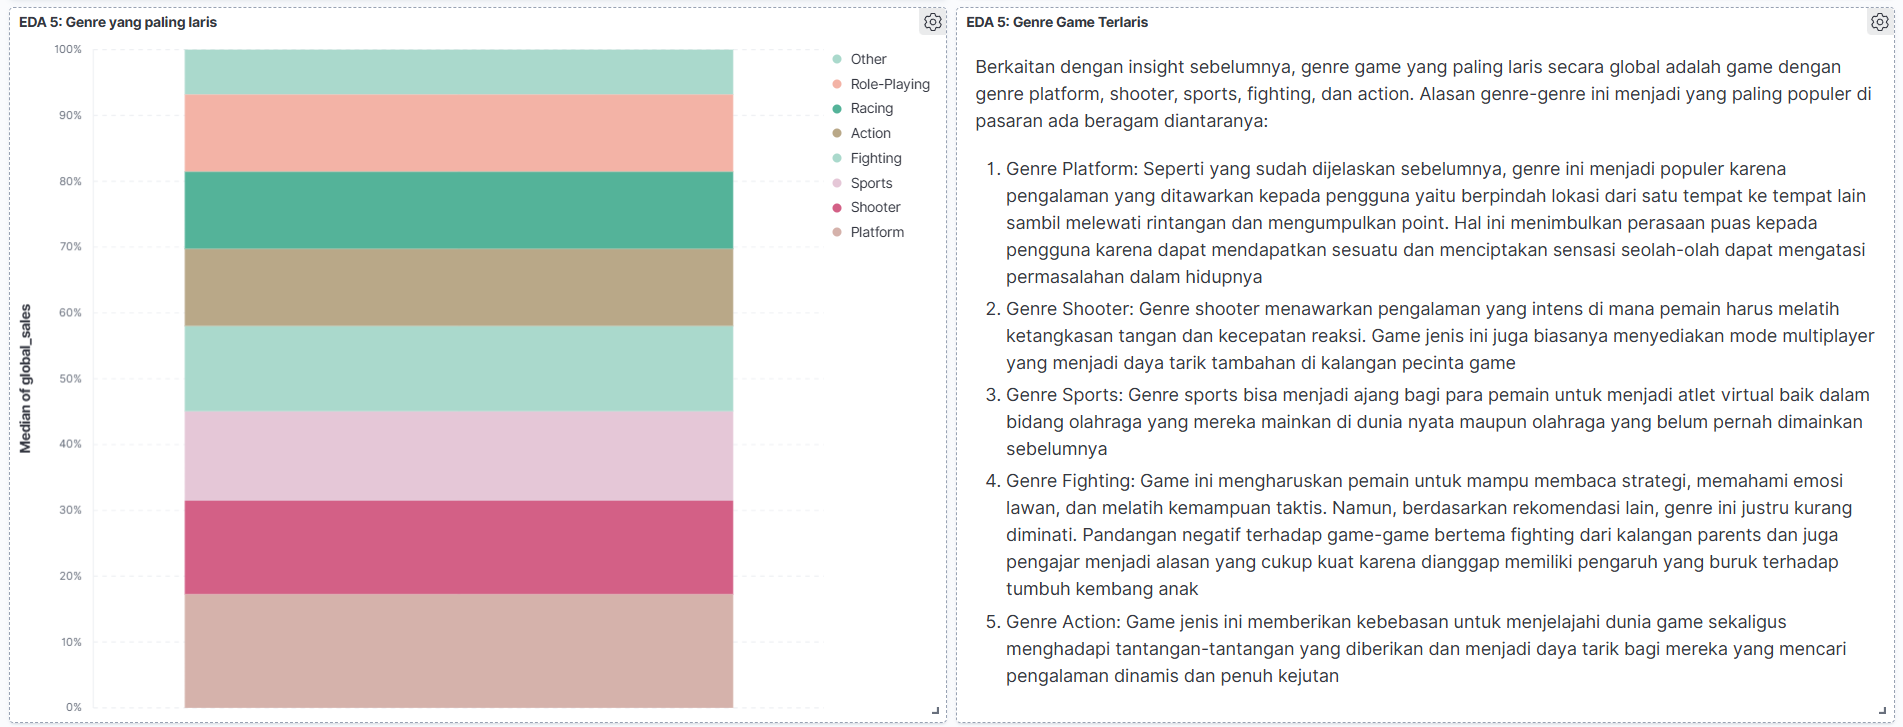 EDA 5: Genre yang paling laris
100%
90%
80%
70%
60%
50%
40%
30%
20%
10%
0%
Median of global_sales
Other
Role-Playing
Racing
Action
Fighting
Sports
Shooter
Platform
EDA 5: Genre Game Terlaris
Berkaitan dengan insight sebelumnya, genre game yang paling laris secara global adalah game dengan
genre platform, shooter, sports, fighting, dan action. Alasan genre-genre ini menjadi yang paling populer di
pasaran ada beragam diantaranya:
1. Genre Platform: Seperti yang sudah dijelaskan sebelumnya, genre ini menjadi populer karena
pengalaman yang ditawarkan kepada pengguna yaitu berpindah lokasi dari satu tempat ke tempat lain
sambil melewati rintangan dan mengumpulkan point. Hal ini menimbulkan perasaan puas kepada
pengguna karena dapat mendapatkan sesuatu dan menciptakan sensasi seolah-olah dapat mengatasi
permasalahan dalam hidupnya
2. Genre Shooter: Genre shooter menawarkan pengalaman yang intens di mana pemain harus melatih
ketangkasan tangan dan kecepatan reaksi. Game jenis ini juga biasanya menyediakan mode multiplayer
yang menjadi daya tarik tambahan di kalangan pecinta game
3. Genre Sports: Genre sports bisa menjadi ajang bagi para pemain untuk menjadi atlet virtual baik dalam
bidang olahraga yang mereka mainkan di dunia nyata maupun olahraga yang belum pernah dimainkan
sebelumnya
4. Genre Fighting: Game ini mengharuskan pemain untuk mampu membaca strategi, memahami emosi
lawan, dan melatih kemampuan taktis. Namun, berdasarkan rekomendasi lain, genre ini justru kurang
diminati. Pandangan negatif terhadap game-game bertema fighting dari kalangan parents dan juga
pengajar menjadi alasan yang cukup kuat karena dianggap memiliki pengaruh yang buruk terhadap
tumbuh kembang anak
5. Genre Action: Game jenis ini memberikan kebebasan untuk menjelajahi dunia game sekaligus
menghadapi tantangan-tantangan yang diberikan dan menjadi daya tarik bagi mereka yang mencari
pengalaman dinamis dan penuh kejutan